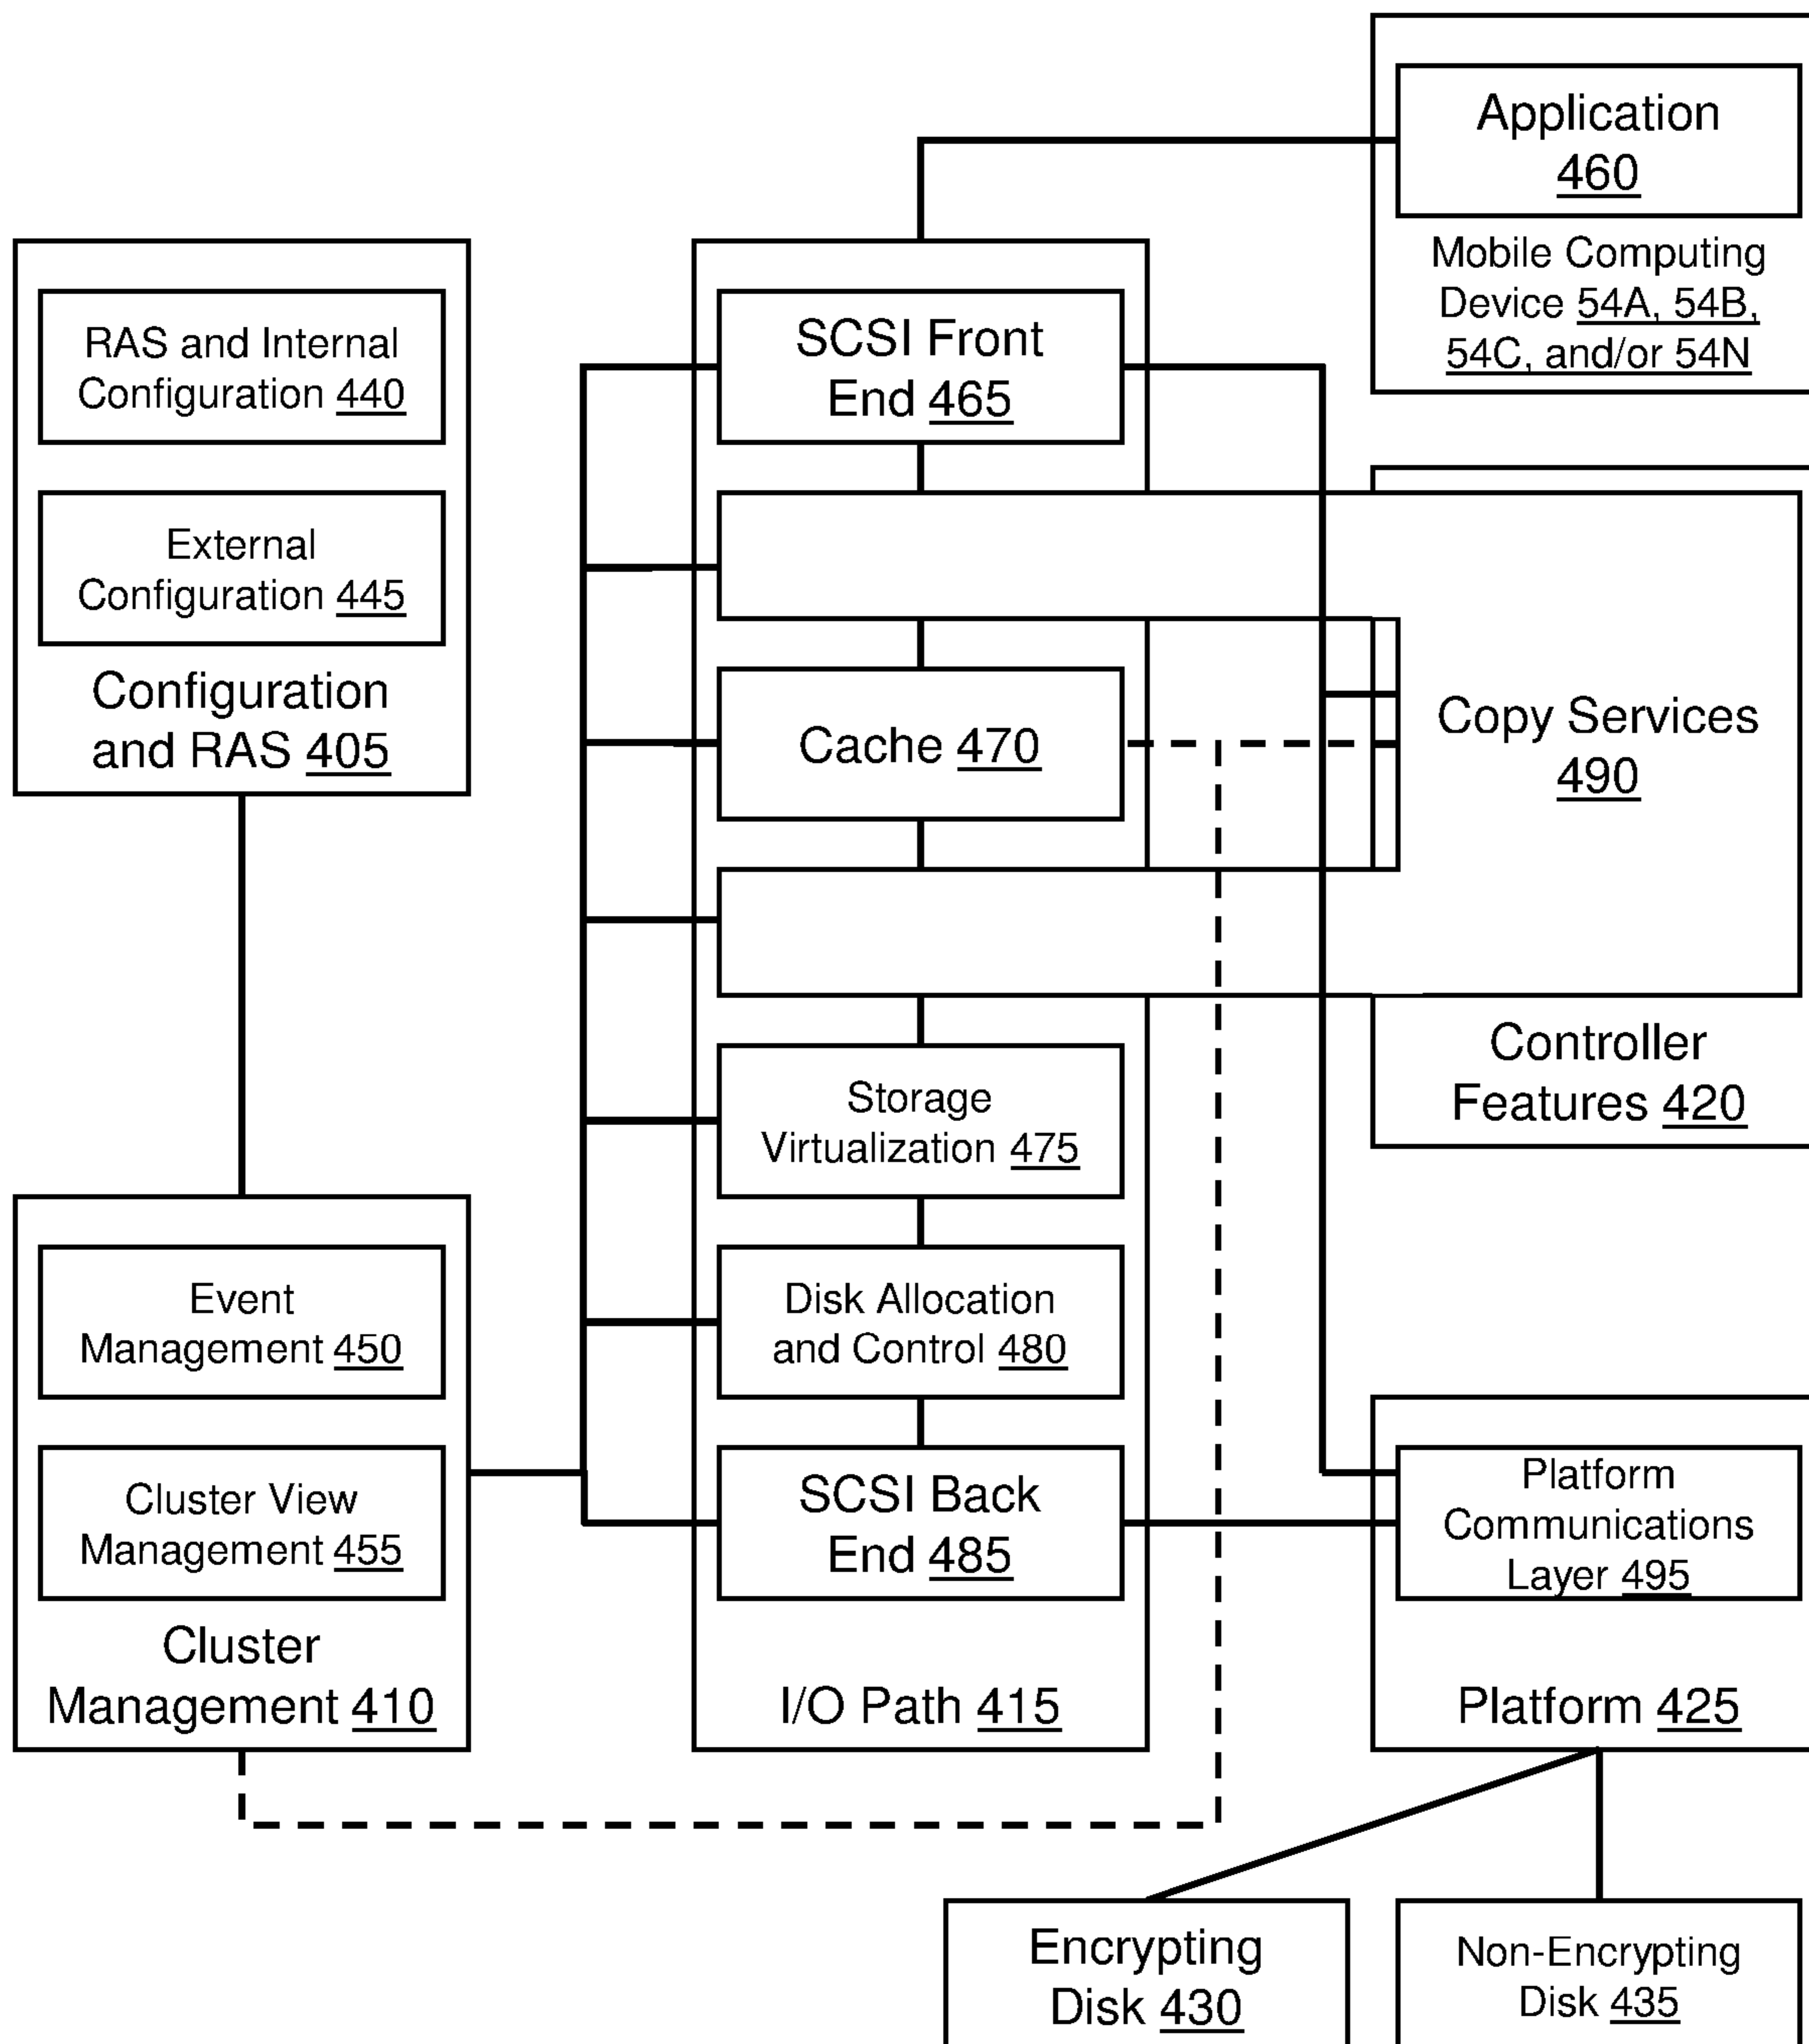 Application
460
Mobile Computing
Device 54A, 54B,
54C, and/or 54N
RAS and Internal
Configuration 440
External
Configuration 445
Configuration
and RAS 405
SCSI Front
End 465
Cache 470
Copy Services
490
Controller
Features 420
Storage
Virtualization 475
Disk Allocation
and Control 480
SCSI Back
End 485
I/O Path 415
Event
Management 450
Cluster View
Management 455
Cluster
Management 410
Platform
Communications
Layer 495
Platform 425
Encrypting
Disk 430
Non-Encrypting
Disk 435